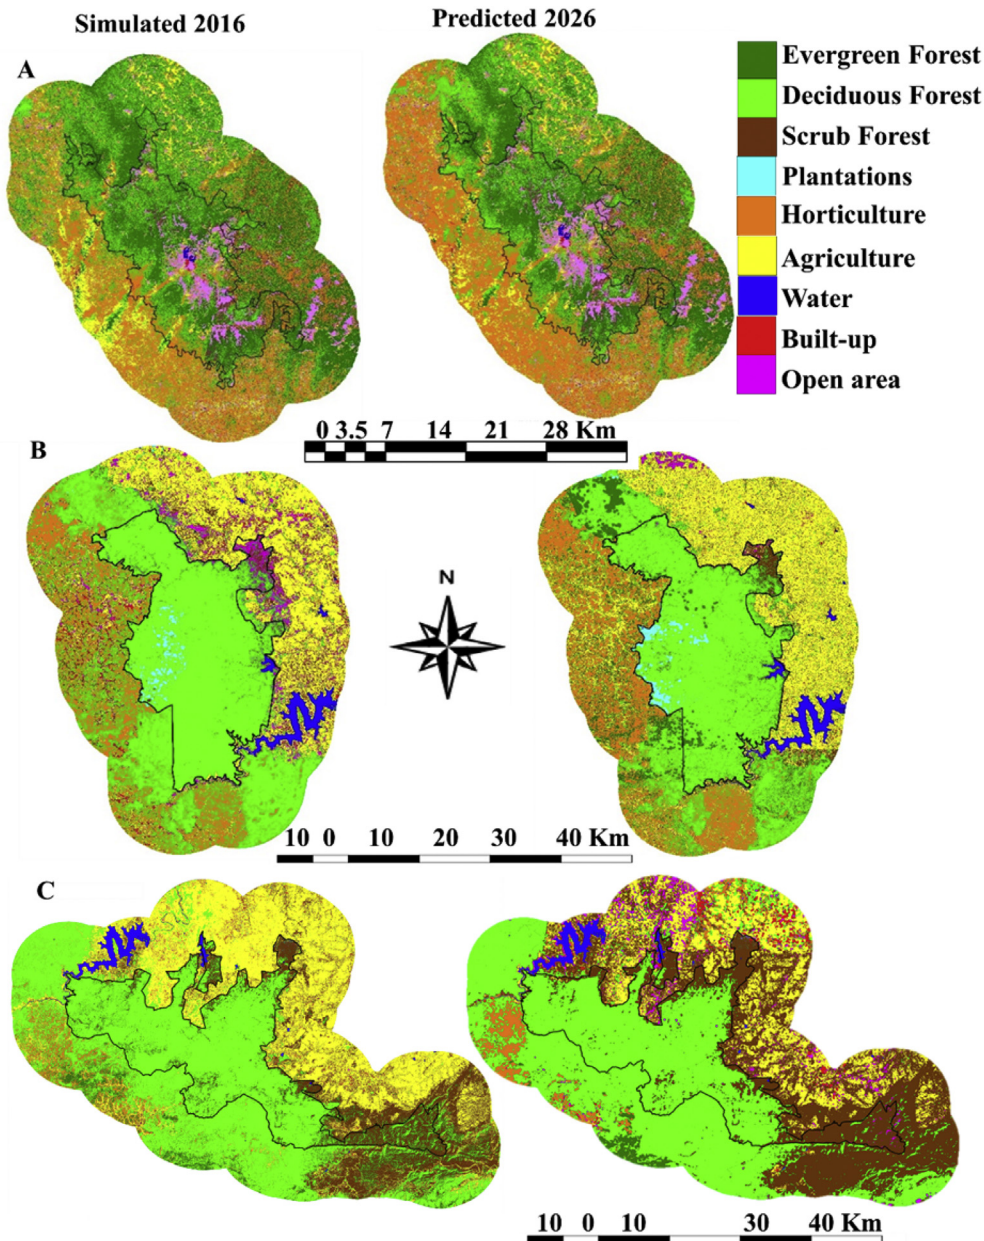 Simulated 2016
Predicted 2026
A
Evergreen Forest
Deciduous Forest
Scrub Forest
Plantations
Horticulture
Agriculture
Water
Built-up
Open area
0 3.5 7 14 21 28 Km
B
N
10 0 10 20 30 40 Km
C
10 0 10 30 40 Km